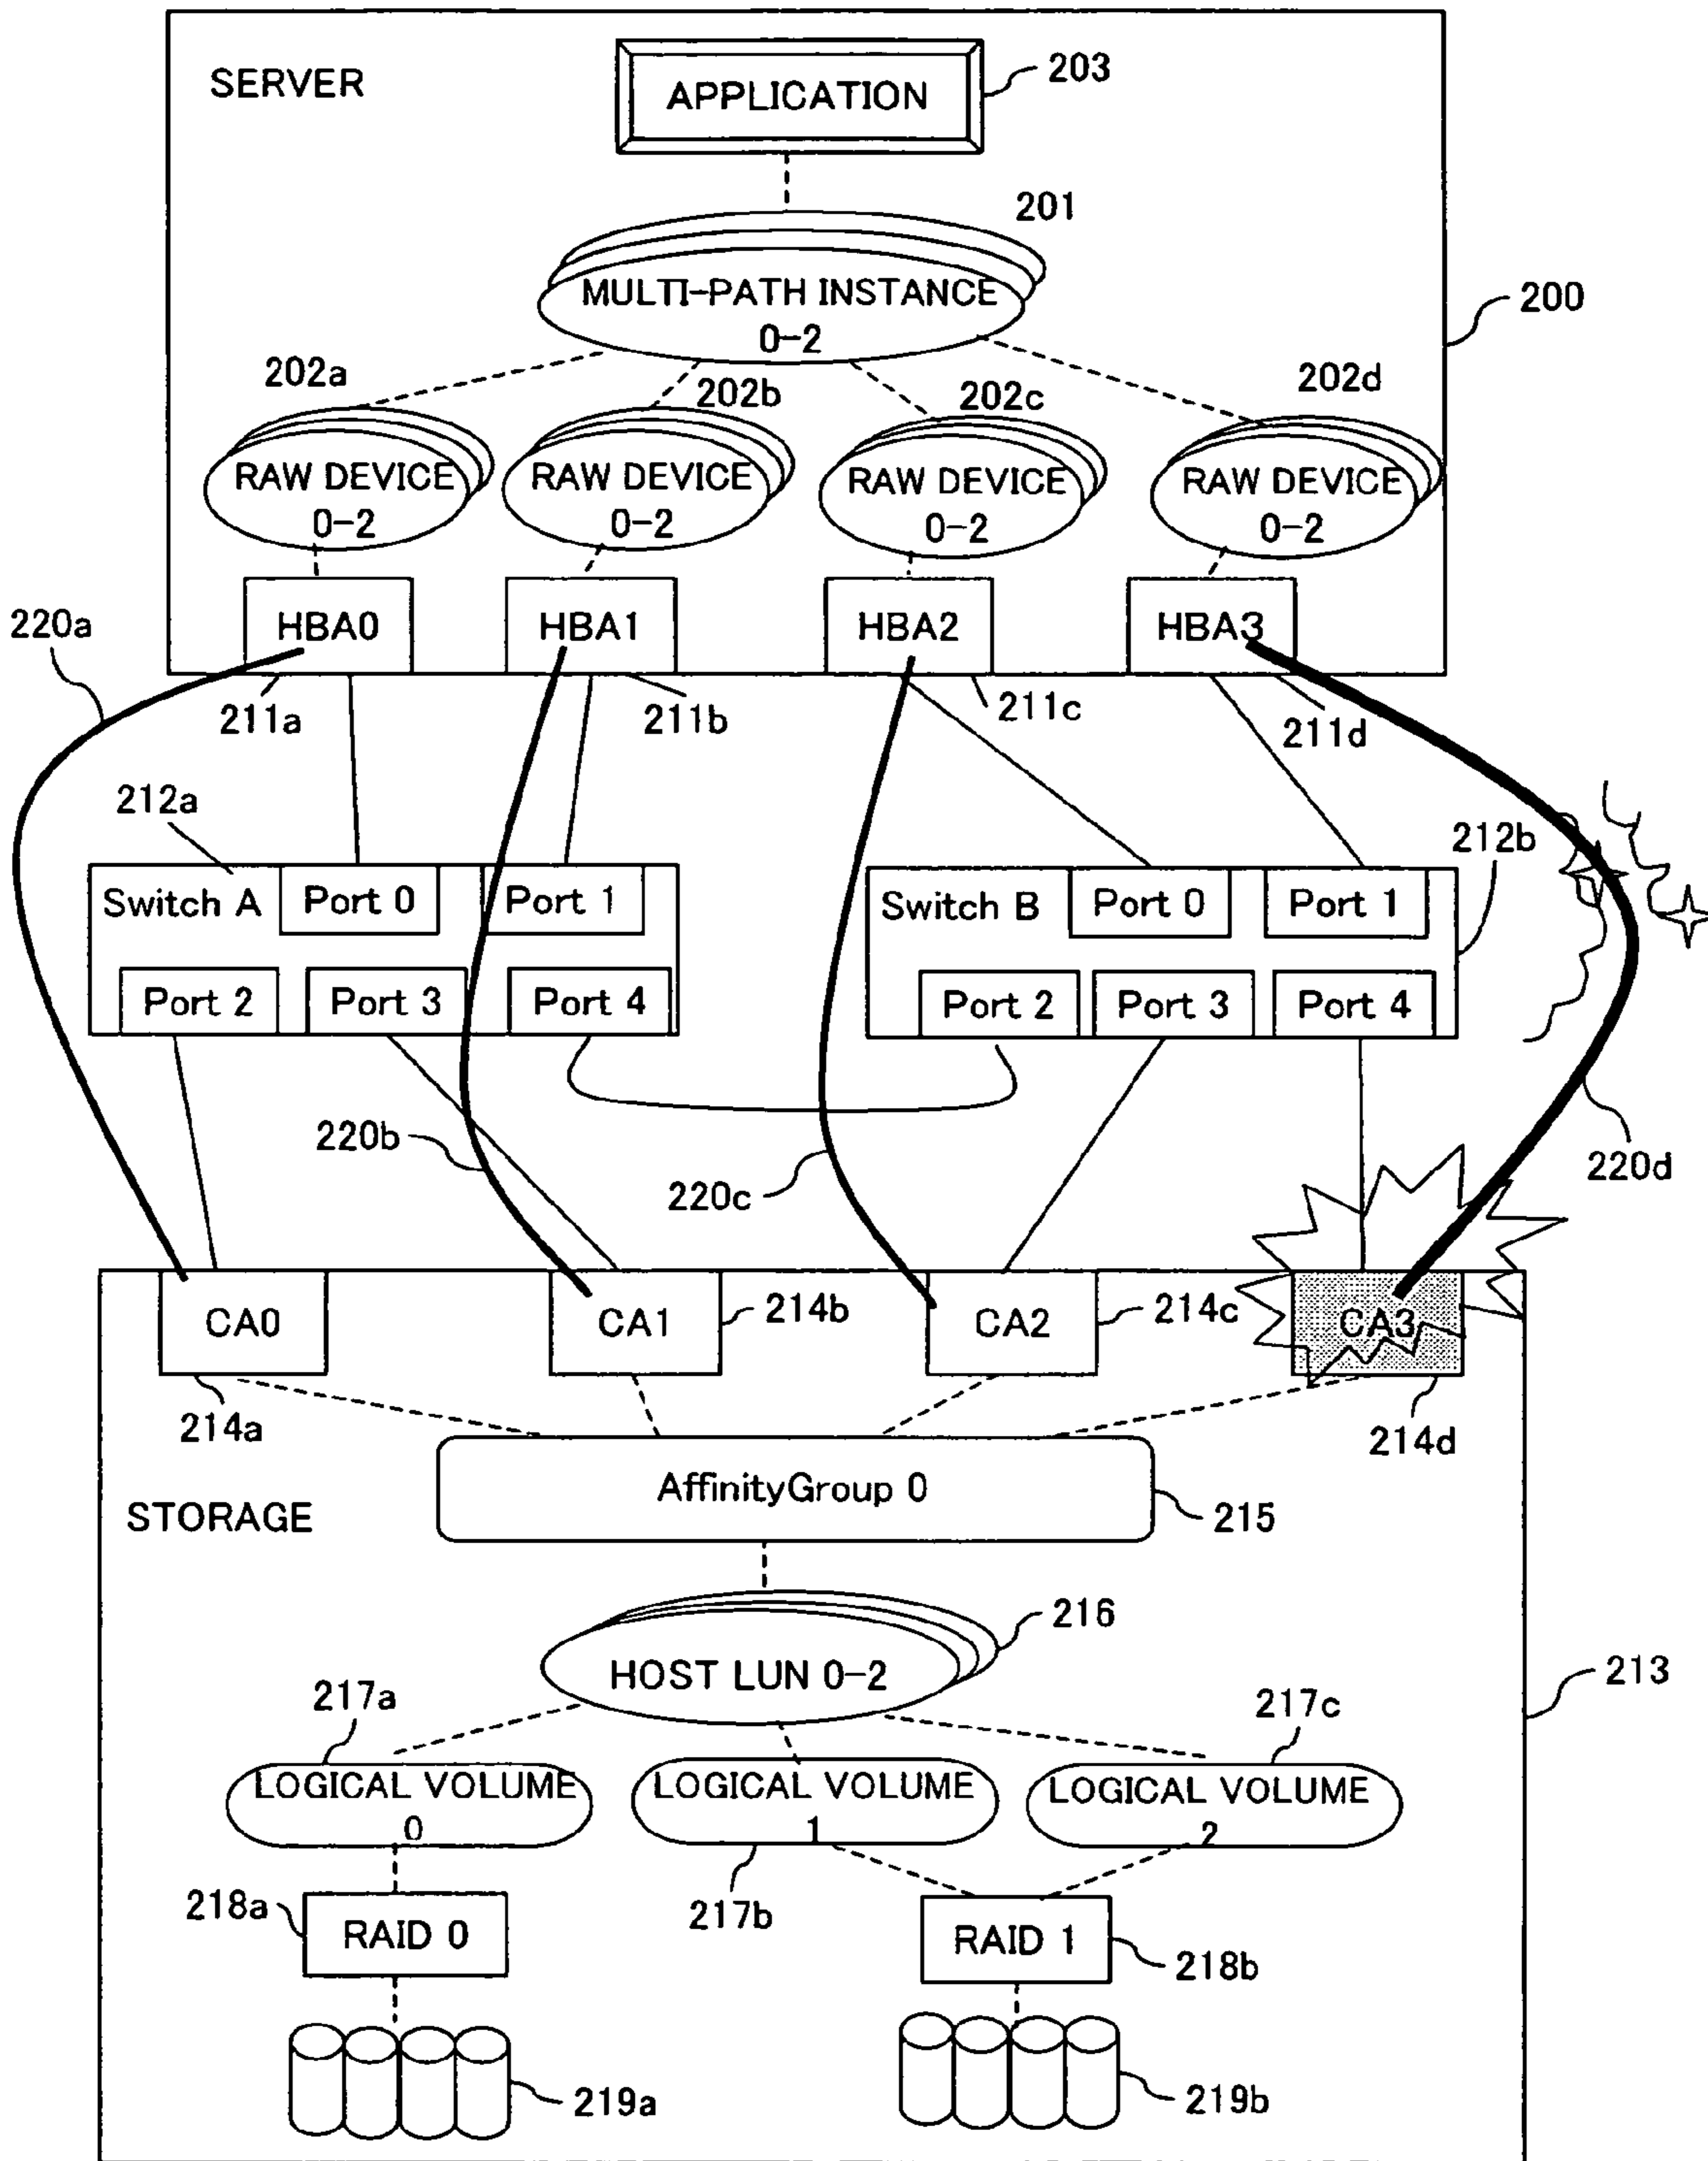 SERVER
APPLICATION
203
201
MULTI-PATH INSTANCE
0-2
200
202a
202b
202c
202d
RAW DEVICE
0-2
RAW DEVICE
0-2
RAW DEVICE
0-2
RAW DEVICE
0-2
220a
HBA0
HBA1
HBA2
HBA3
211a
211b
211c
211d
212a
212b
Switch A
Port 0
Port 1
Port 2
Port 3
Port 4
Switch B
Port 0
Port 1
Port 2
Port 3
Port 4
220b
220c
220d
CA0
CA1
214b
CA2
214c
CA3
214a
214d
AffinityGroup 0
215
STORAGE
HOST LUN 0-2
216
213
217a
217c
LOGICAL VOLUME
0
LOGICAL VOLUME
1
LOGICAL VOLUME
2
217b
218a
RAID 0
RAID 1
218b
219a
219b